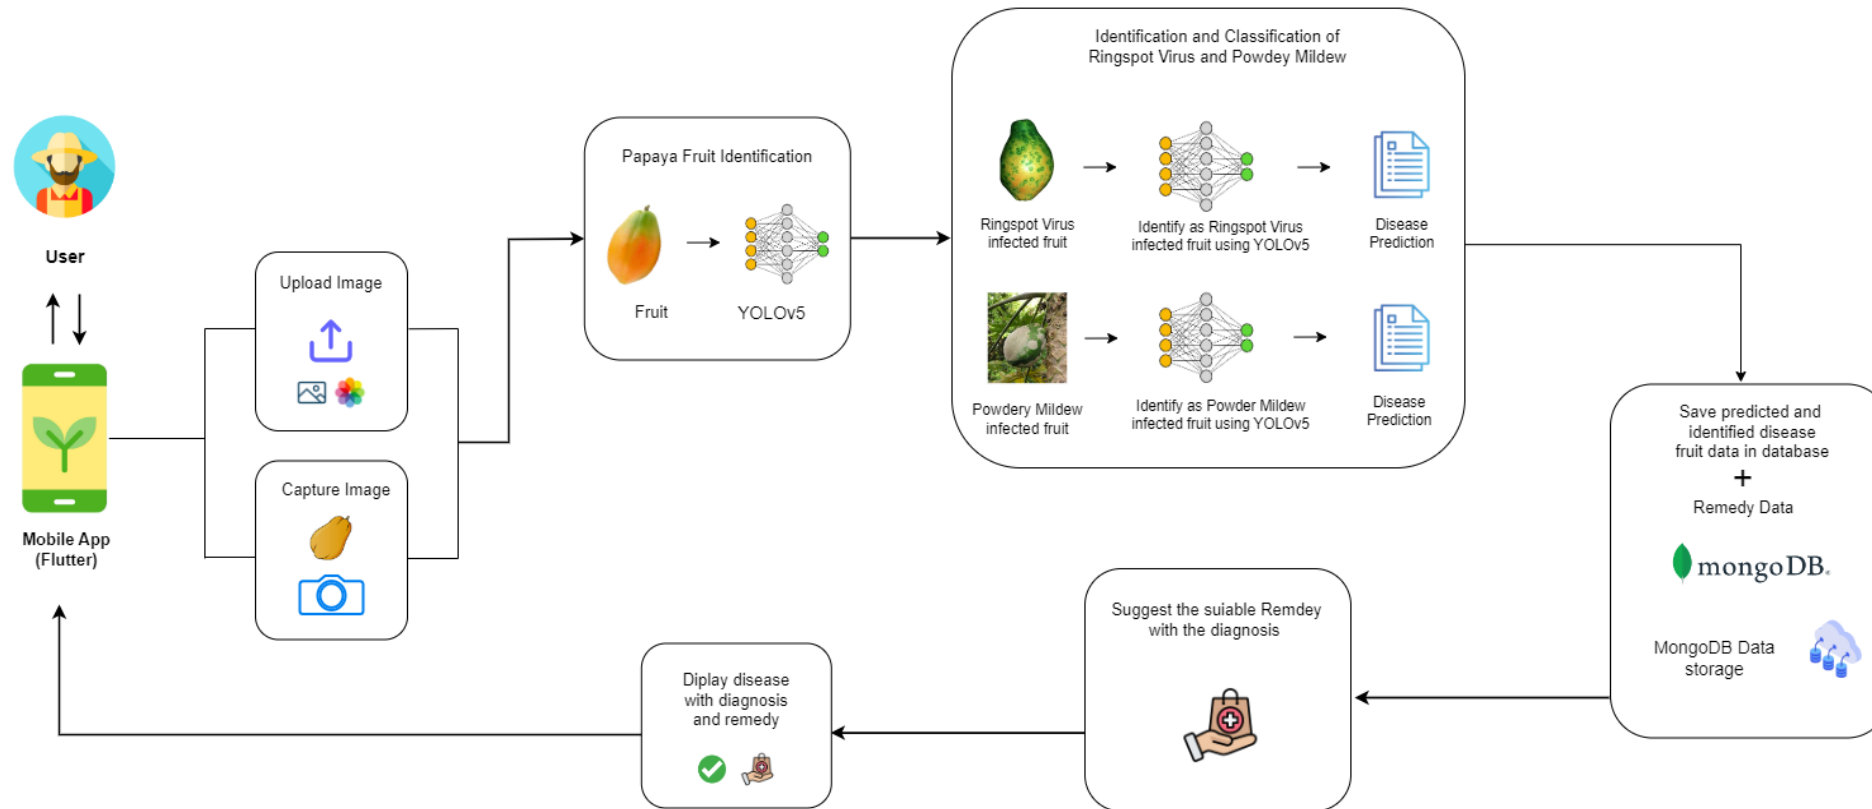 User
Mobile App
(Flutter)
Upload Image
Capture Image
Papaya Fruit Identification
Fruit
YOLOv5
Identification and Classification of
Ringspot Virus and Powdey Mildew
Ringspot Virus
infected fruit
Identify as Ringspot Virus
infected fruit using YOLOv5
Disease
Prediction
Powdery Mildew
infected fruit
Identify as Powder Mildew
infected fruit using YOLOv5
Disease
Prediction
Save predicted and
identified disease
fruit data in database
+
Remedy Data
mongoDB.
MongoDB Data
storage
Suggest the suiable Remdey
with the diagnosis
Diplay disease
with diagnosis
and remedy